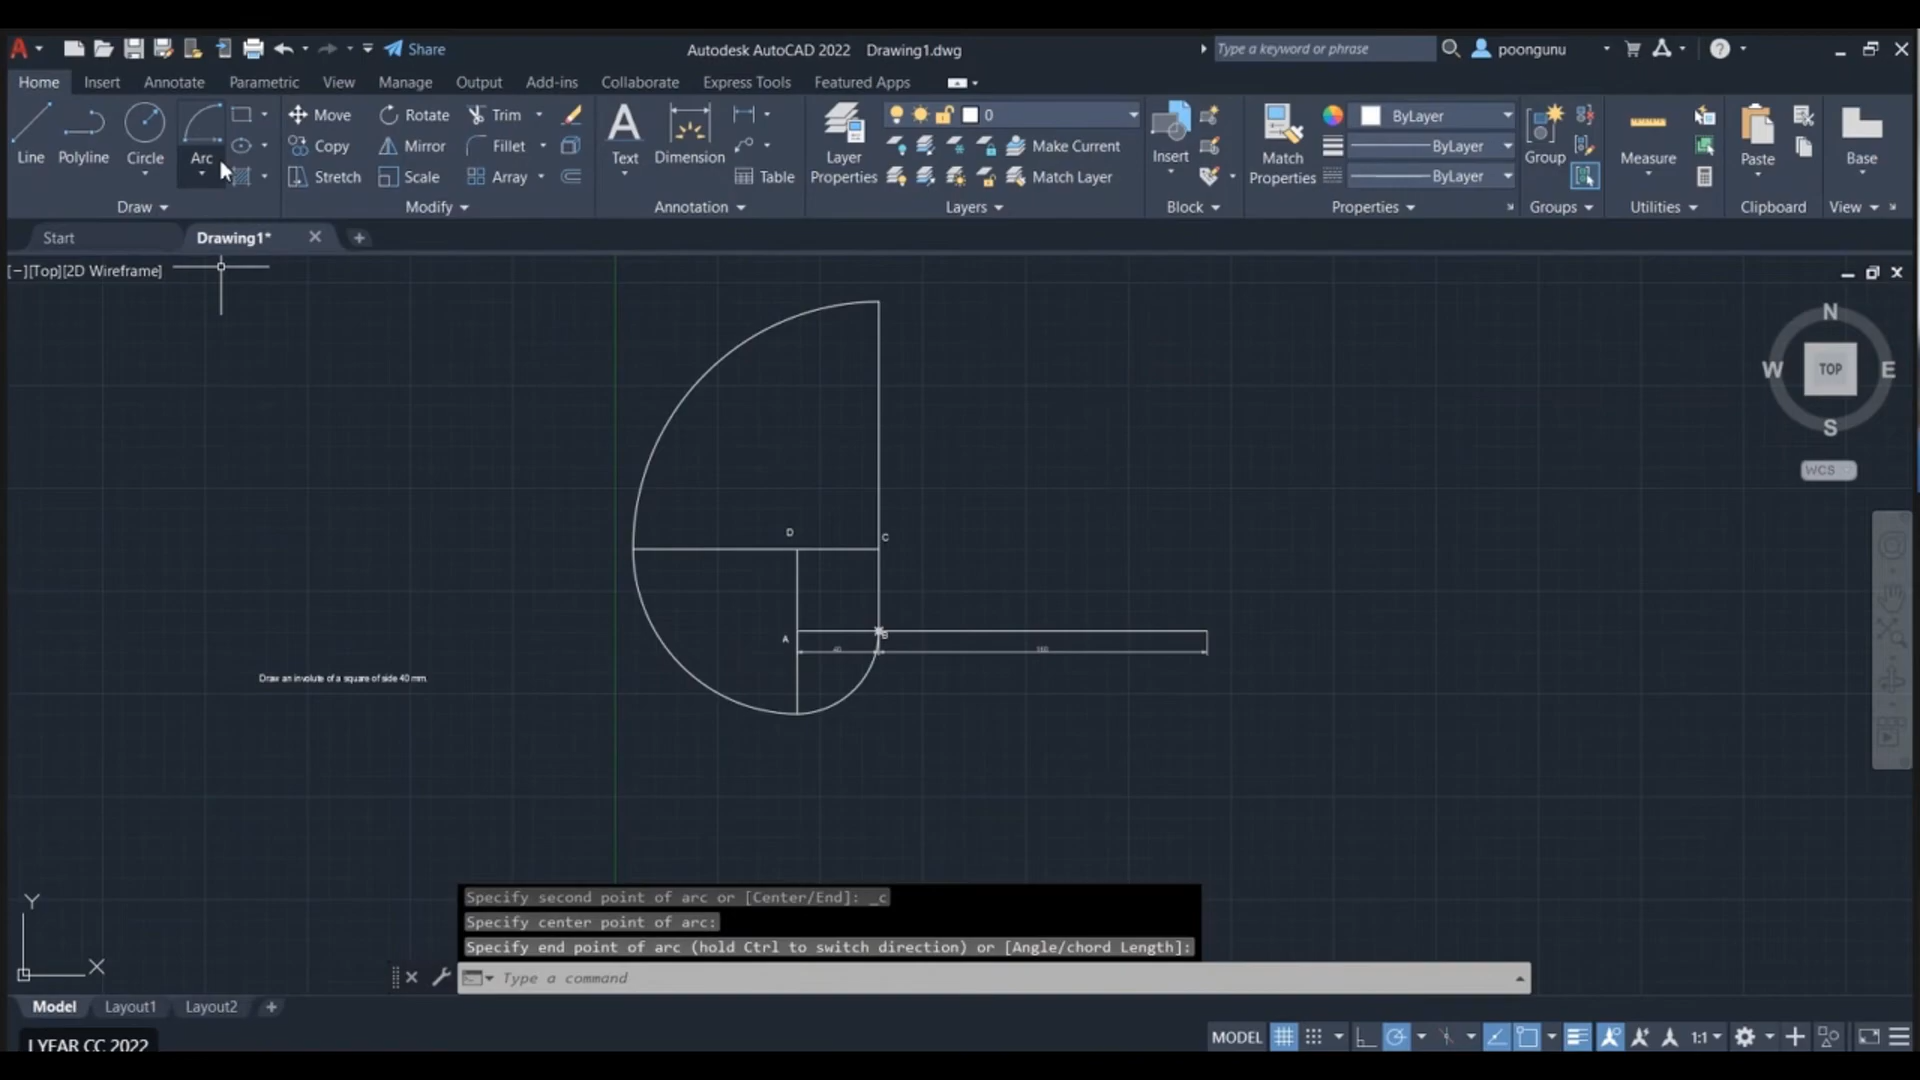 Share
Autodesk AutoCAD 2022 Drawing1.dwg
Type a keyword or phrase
poongunu
Home Insert Annotate Parametric View Manage Output Add-ins Collaborate Express Tools Featured Apps
Line Polyline Circle Arc
Move Rotate Trim
Copy Mirror Fillet
Stretch Scale Array
Text Dimension Table
Layer Properties
0
Make Current
Match Layer
Insert
Match Properties
ByLayer
ByLayer
ByLayer
Group
Measure
Paste
Base
Draw Modify Annotation Layers Block Properties Groups Utilities Clipboard View
Start Drawing1*
[−][Top][2D Wireframe]
N
W TOP E
S
WCS
D
C
A
B
40
160
Draw an involute of a square of side 40 mm.
Y
X
Specify second point of arc or [Center/End]: _c
Specify center point of arc:
Specify end point of arc (hold Ctrl to switch direction) or [Angle/chord Length]:
Type a command
Model Layout1 Layout2
MODEL
1:1
I YEAR CC 2022